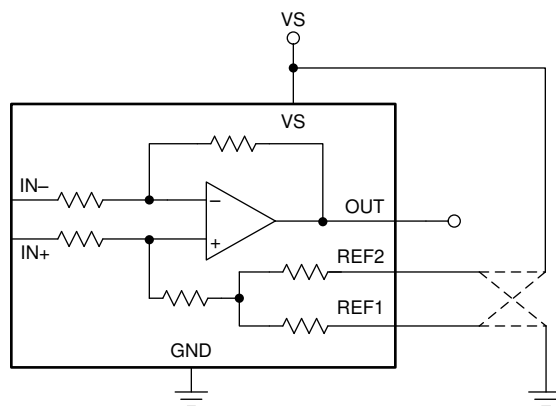 VS
VS
IN–
–
OUT
+
IN+
REF2
REF1
GND